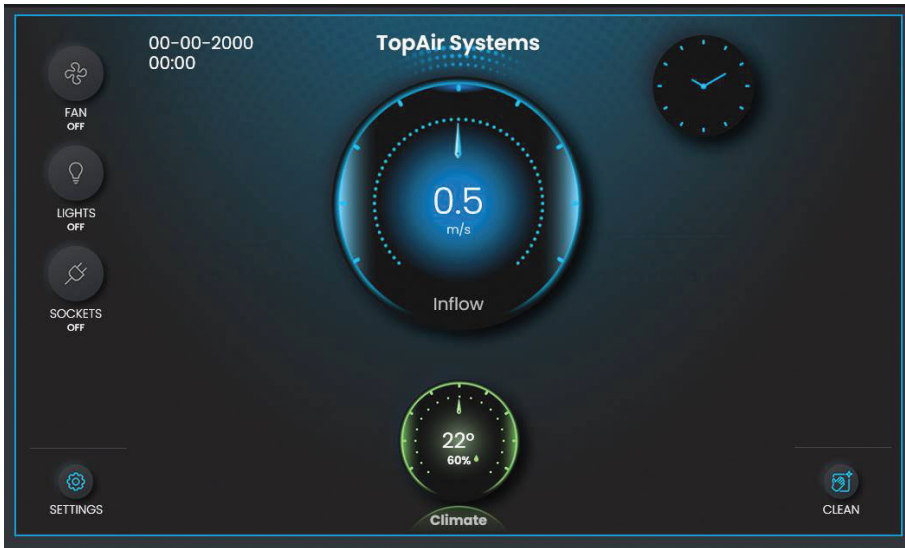 00-00-2000
00:00
TopAir Systems
FAN
OFF
LIGHTS
OFF
SOCKETS
OFF
0.5
m/s
Inflow
22°
60%
Climate
SETTINGS
CLEAN